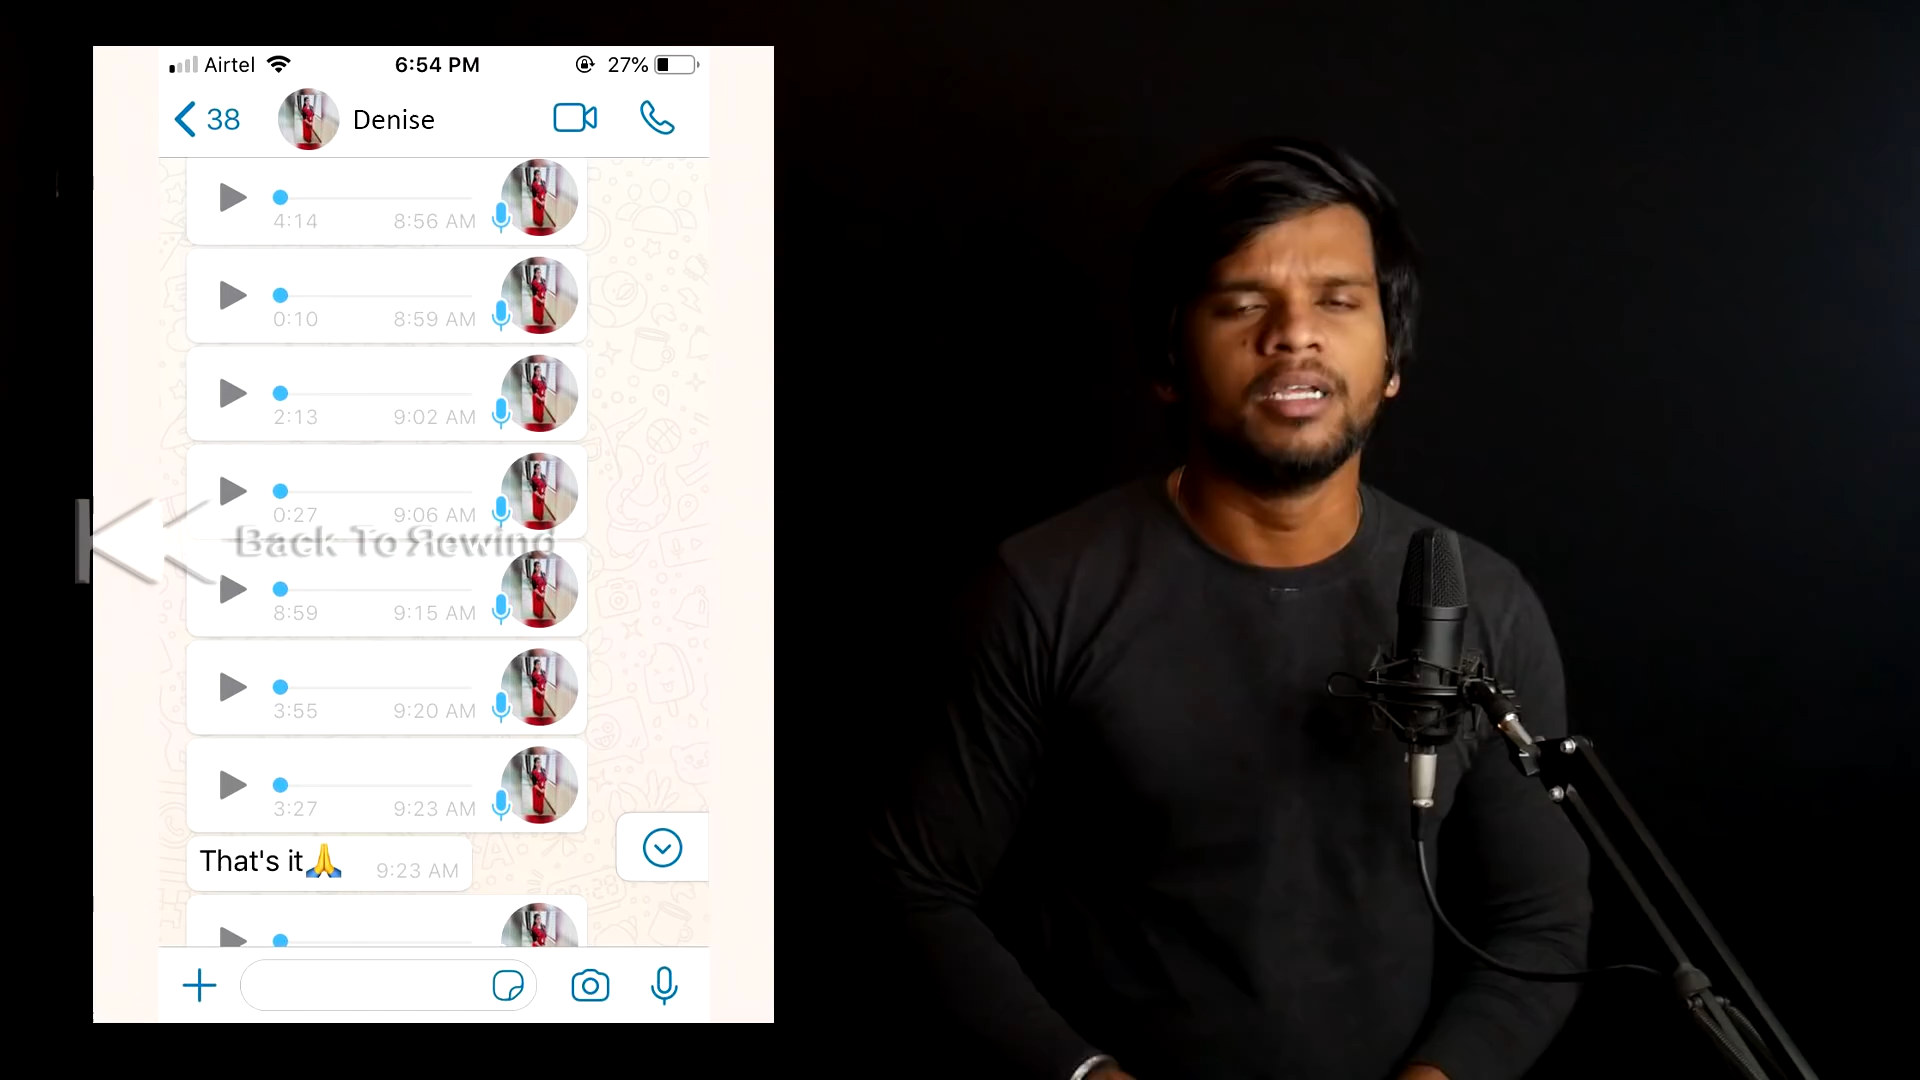 Airtel 6:54 PM 27%
38 Denise
4:14 8:56 AM
0:10 8:59 AM
2:13 9:02 AM
0:27 9:06 AM
Back To Rewind
8:59 9:15 AM
3:55 9:20 AM
3:27 9:23 AM
That's it🙏 9:23 AM